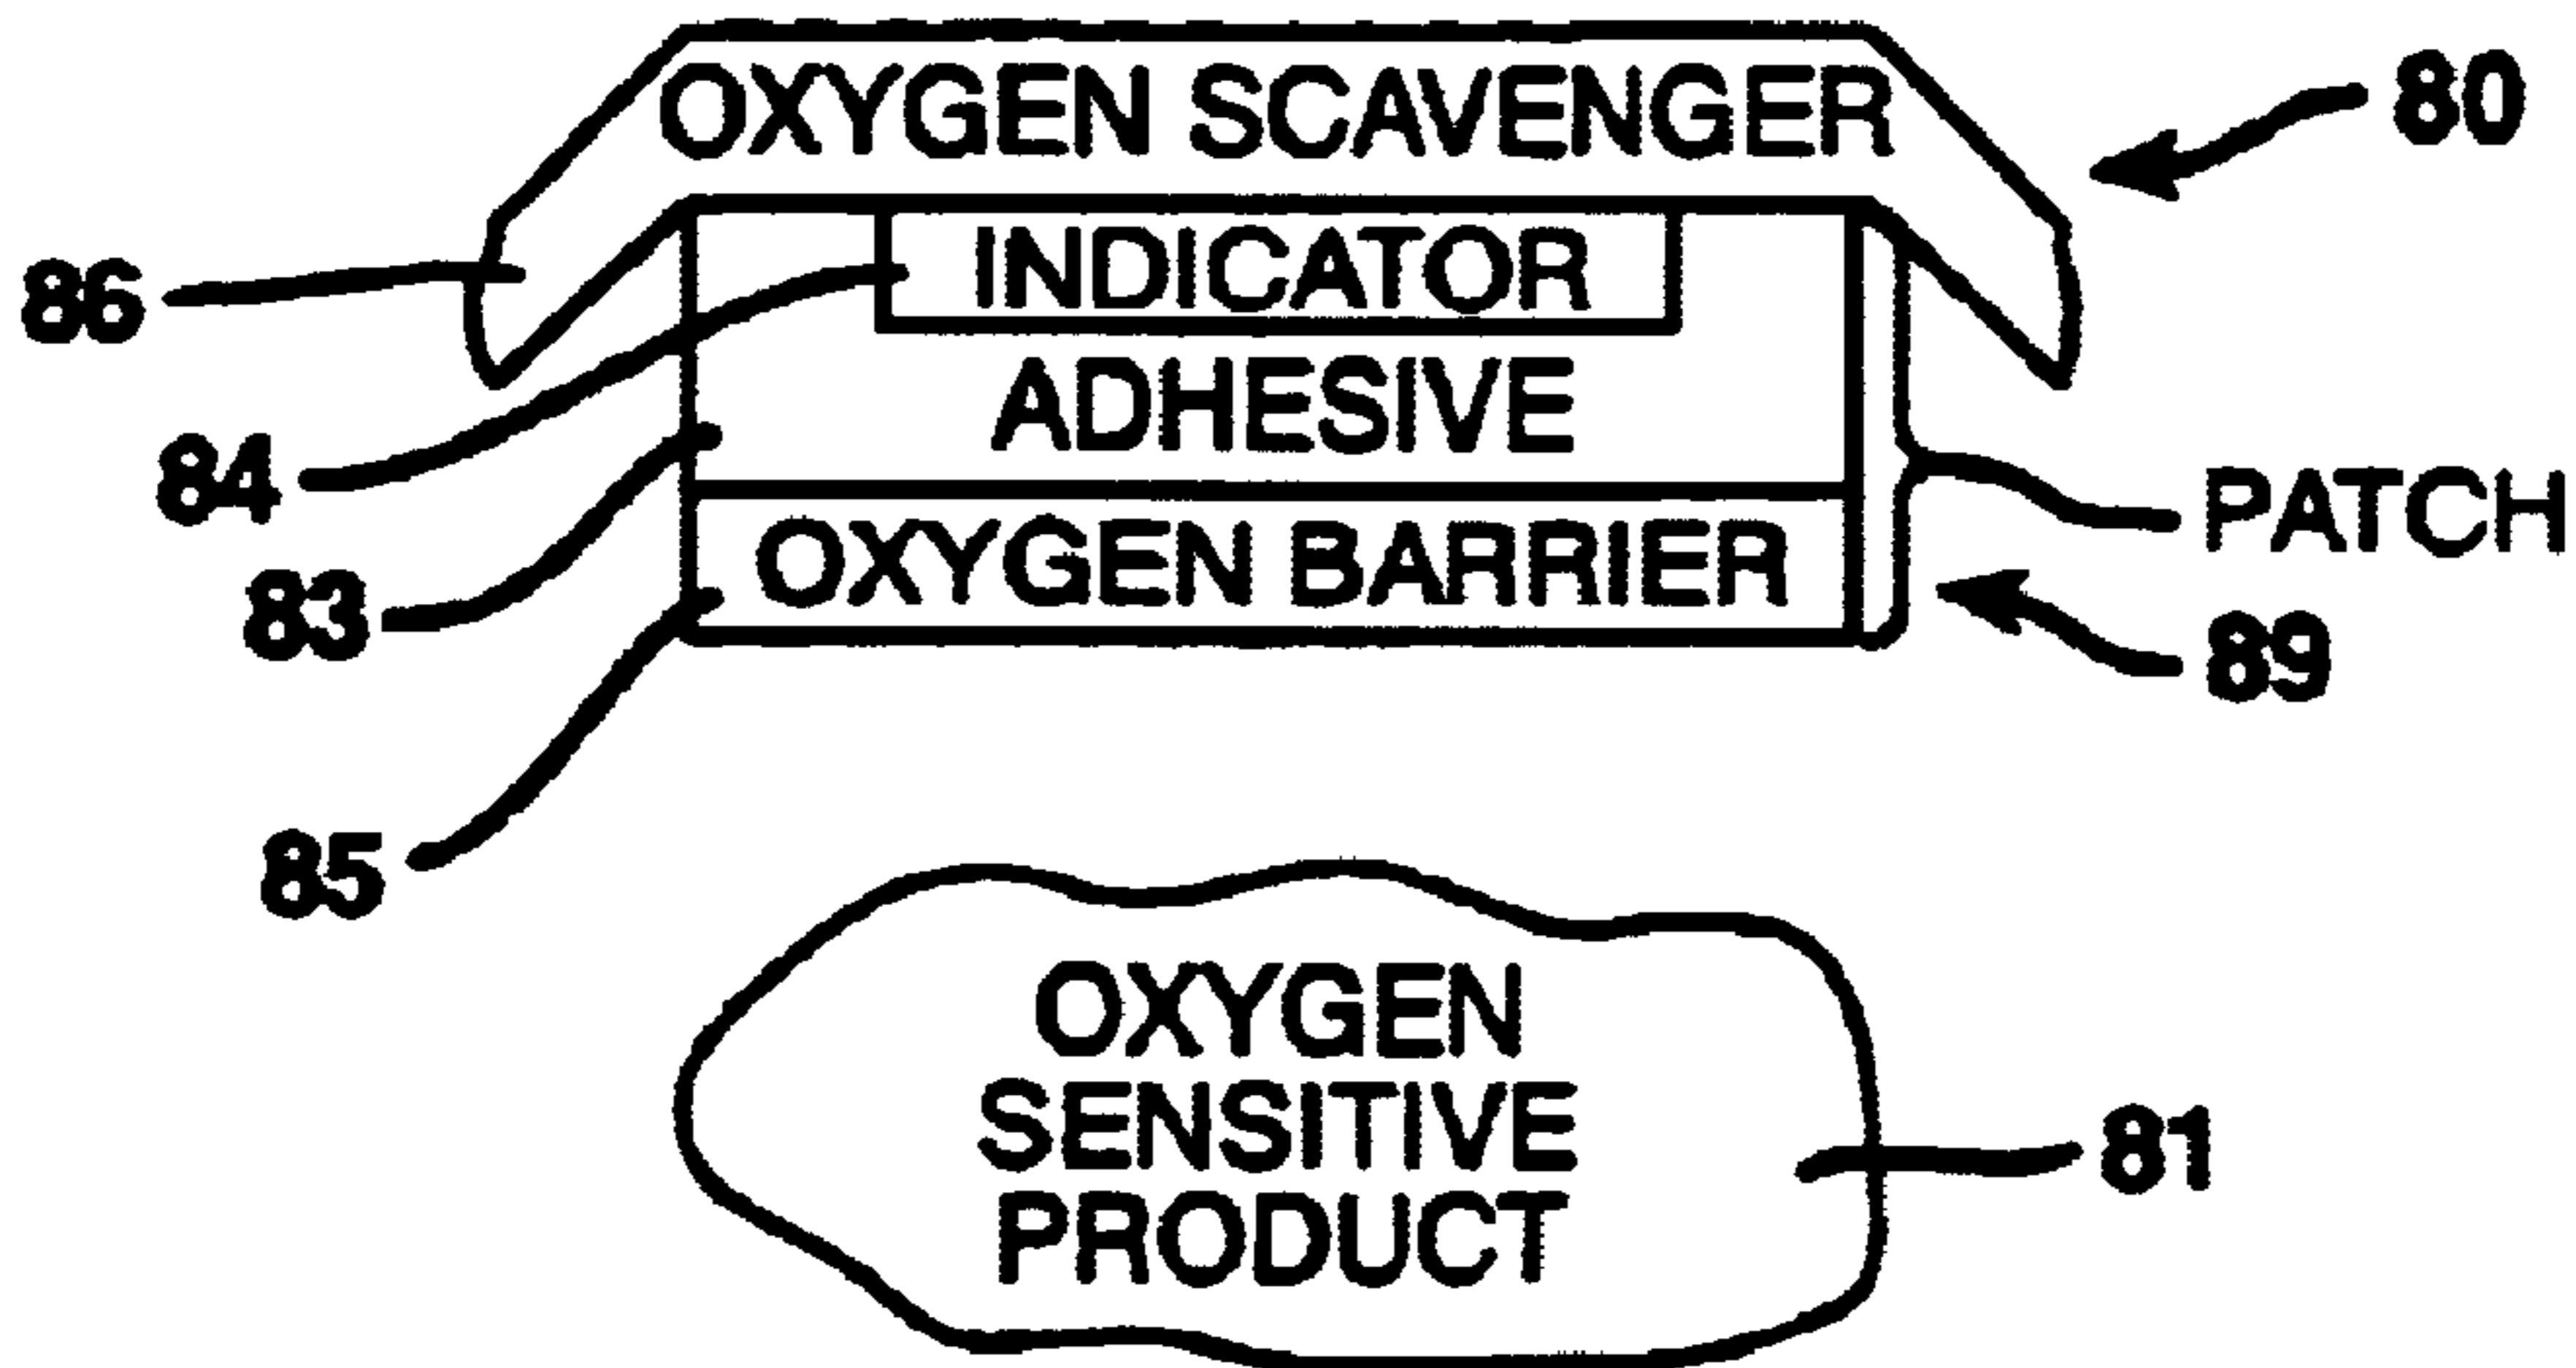 OXYGEN SCAVENGER
80
INDICATOR
86
ADHESIVE
84
PATCH
OXYGEN BARRIER
83
89
85
OXYGEN
SENSITIVE
PRODUCT
81